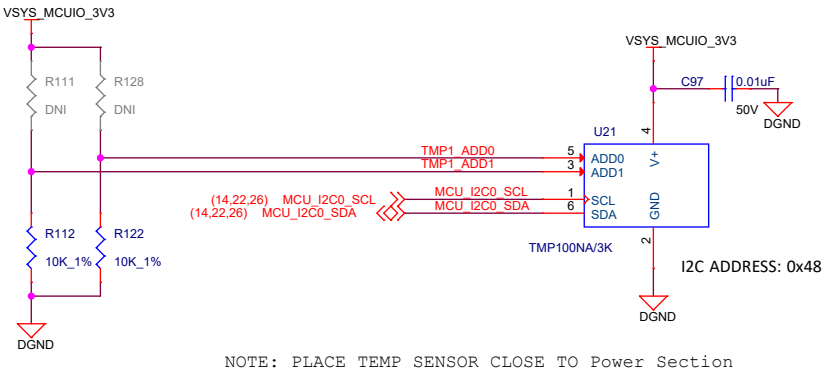 VSYS_MCUIO_3V3
R111
DNI
R128
DNI
R112
10K_1%
R122
10K_1%
DGND
TMP1_ADD0
TMP1_ADD1
(14,22,26) MCU_I2C0_SCL
(14,22,26) MCU_I2C0_SDA
MCU_I2C0_SCL
MCU_I2C0_SDA
VSYS_MCUIO_3V3
C97
0.01uF
50V
DGND
U21
4
5
3
1
6
2
ADD0
ADD1
SCL
SDA
V+
GND
TMP100NA/3K
I2C ADDRESS: 0x48
DGND
NOTE: PLACE TEMP SENSOR CLOSE TO Power Section